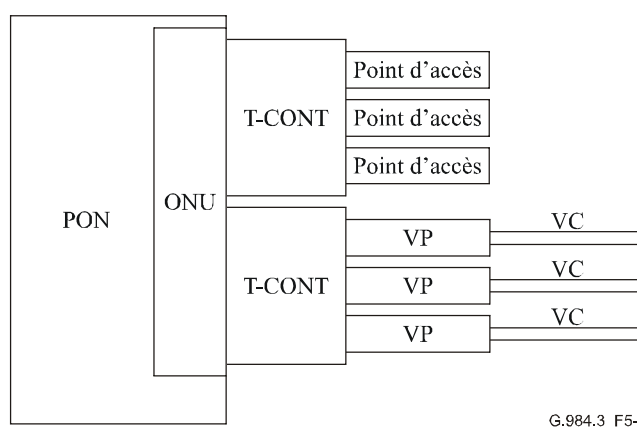 Point d'accès
T-CONT
Point d'accès
Point d'accès
PON
ONU
VC
VP
T-CONT
VC
VP
VC
VP
G.984.3 F5-